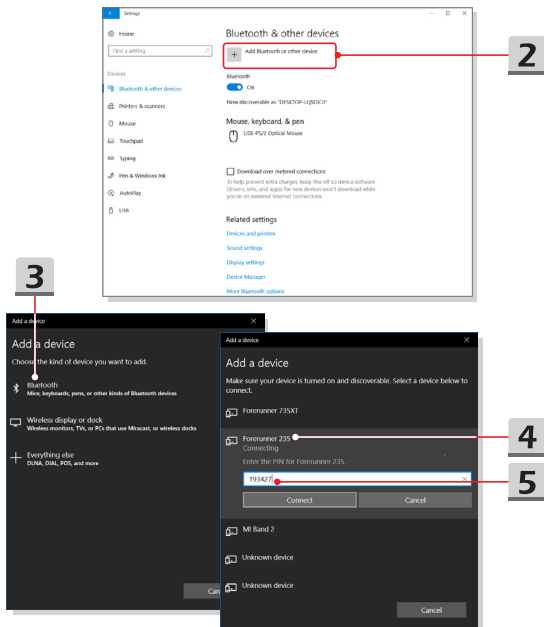 Settings
Home
Find a setting
Devices
Bluetooth & other devices
Printers & scanners
Mouse
Touchpad
Typing
Pen & Windows Ink
AutoPlay
USB
Bluetooth & other devices
Add Bluetooth or other device
Bluetooth
On
Now discoverable as "DESKTOP-LQ5DICI"
Mouse, keyboard, & pen
USB-PS/2 Optical Mouse
Download over metered connections
To help prevent extra charges, keep this off so device software
(drivers, info, and apps) for new devices won't download while
you're on metered Internet connections.
Related settings
Devices and printers
Sound settings
Display settings
Device Manager
More Bluetooth options
2
3
Add a device
Add a device
Choose the kind of device you want to add.
Bluetooth
Mice, keyboards, pens, or other kinds of Bluetooth devices
Wireless display or dock
Wireless monitors, TVs, or PCs that use Miracast, or wireless docks
Everything else
DLNA, DIAL, POS, and more
Can
Add a device
Add a device
Make sure your device is turned on and discoverable. Select a device below to
connect.
Forerunner 735XT
Forerunner 235
Connecting
Enter the PIN for Forerunner 235.
193427
Connect
Cancel
MI Band 2
Unknown device
Unknown device
Cancel
4
5